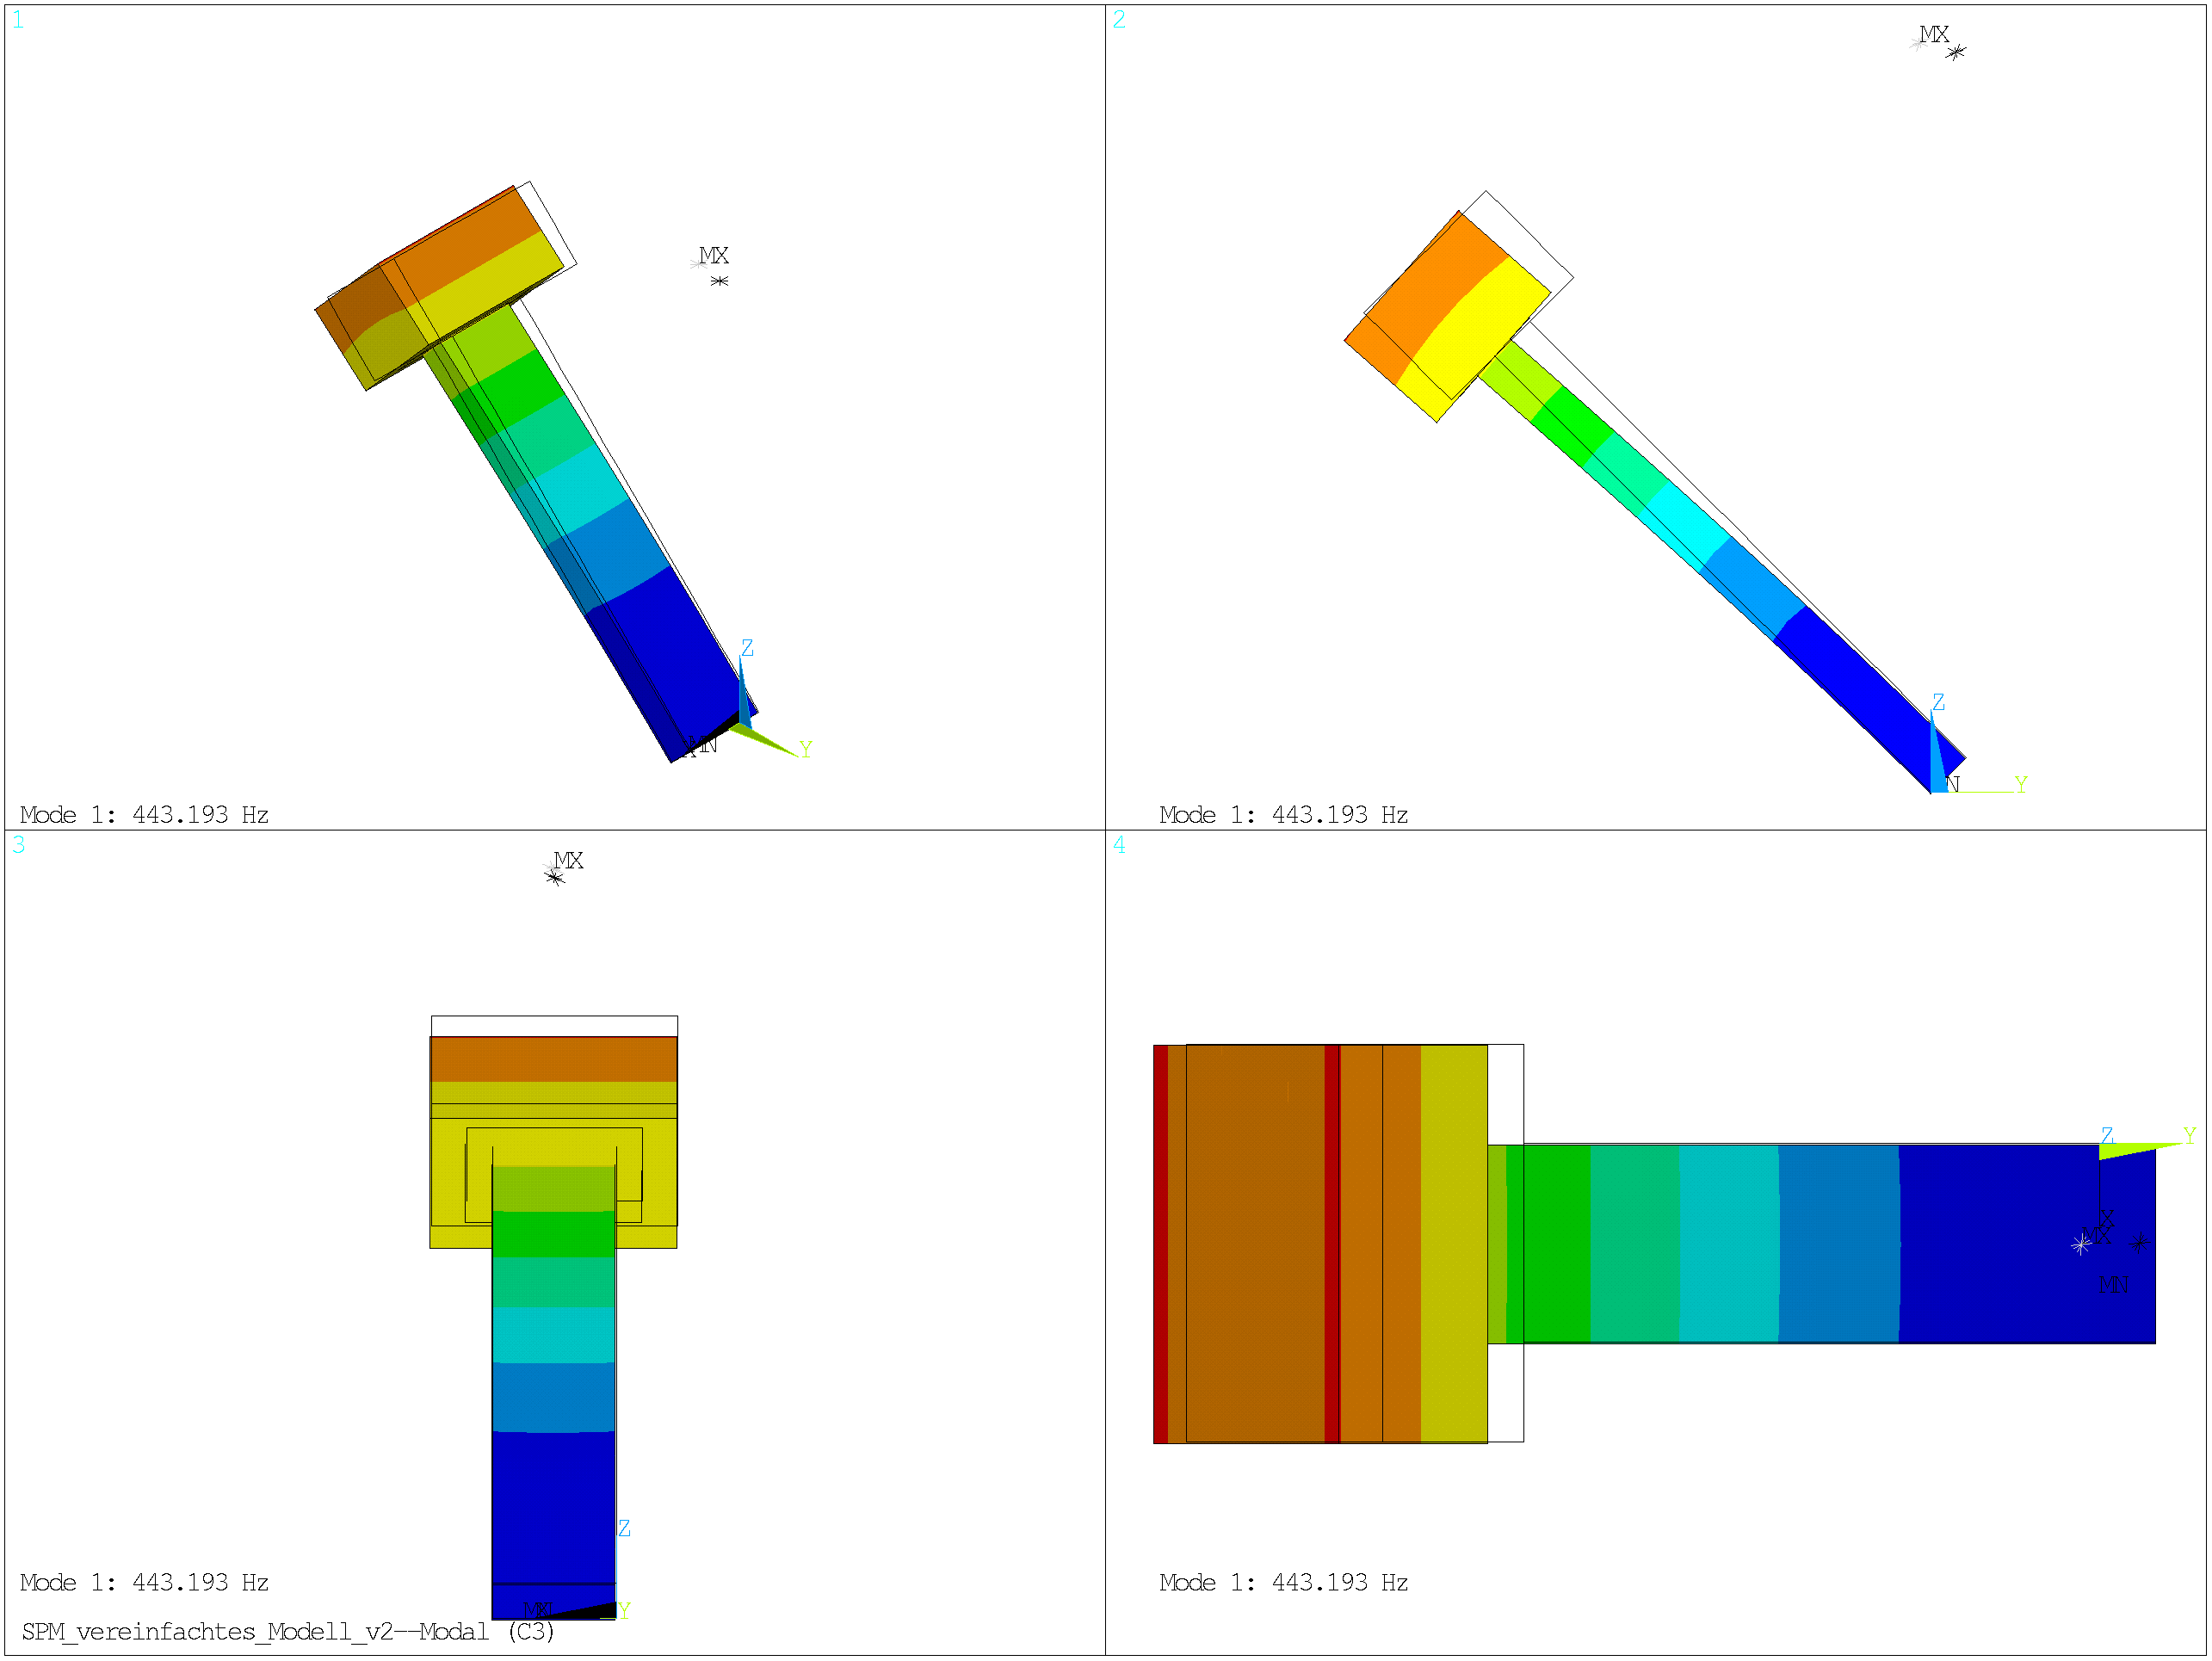 1
MX
Z
MN
Y
Mode 1: 443.193 Hz
2
MX
Z
N
Y
Mode 1: 443.193 Hz
3
MX
Z
Y
Mode 1: 443.193 Hz
SPM_vereinfachtes_Modell_v2--Modal (C3)
4
Z
Y
X
MX
MN
Mode 1: 443.193 Hz